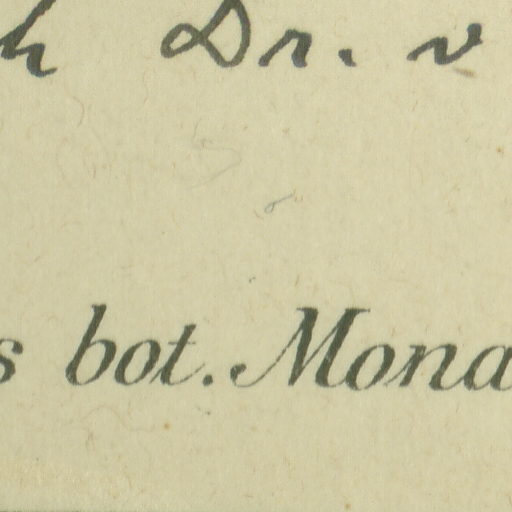 h Dr. v
s bot. Mona